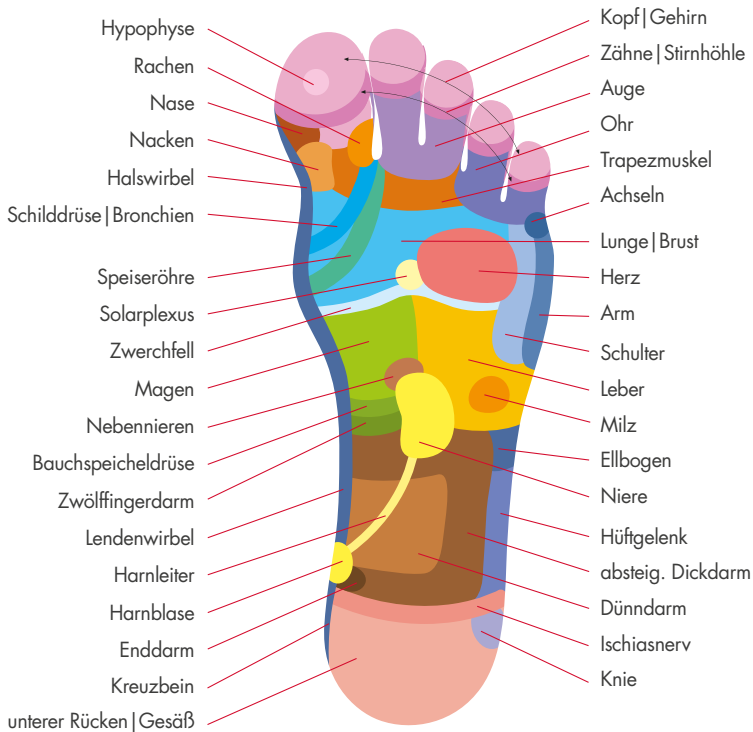 Hypophyse
Rachen
Nase
Nacken
Halswirbel
Schilddrüse|Bronchien
Speiseröhre
Solarplexus
Zwerchfell
Magen
Nebennieren
Bauchspeicheldrüse
Zwölffingerdarm
Lendenwirbel
Harnleiter
Harnblase
Enddarm
Kreuzbein
unterer Rücken|Gesäß
Kopf|Gehirn
Zähne|Stirnhöhle
Auge
Ohr
Trapezmuskel
Achseln
Lunge|Brust
Herz
Arm
Schulter
Leber
Milz
Ellbogen
Niere
Hüftgelenk
absteig. Dickdarm
Dünndarm
Ischiasnerv
Knie